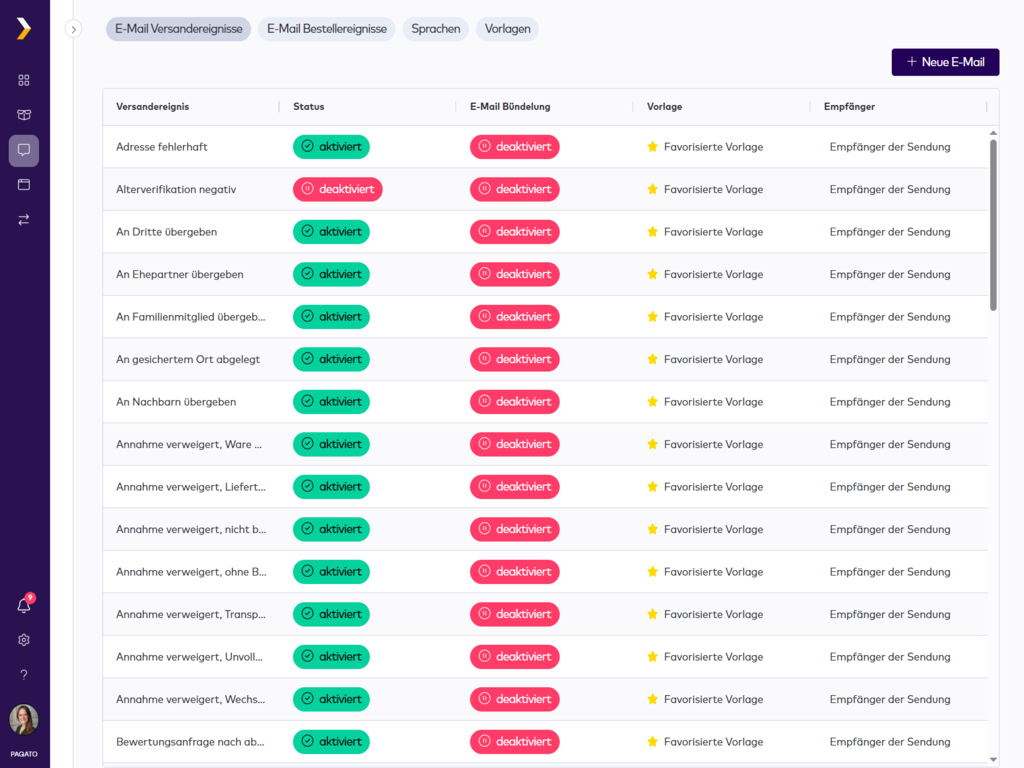 E-Mail Versandereignisse E-Mail Bestellereignisse Sprachen Vorlagen
+ Neue E-Mail
Versandereignis Status E-Mail Bündelung Vorlage Empfänger
Adresse fehlerhaft aktiviert deaktiviert Favorisierte Vorlage Empfänger der Sendung
Alterverifikation negativ deaktiviert deaktiviert Favorisierte Vorlage Empfänger der Sendung
An Dritte übergeben aktiviert deaktiviert Favorisierte Vorlage Empfänger der Sendung
An Ehepartner übergeben aktiviert deaktiviert Favorisierte Vorlage Empfänger der Sendung
An Familienmitglied übergeb... aktiviert deaktiviert Favorisierte Vorlage Empfänger der Sendung
An gesichertem Ort abgelegt aktiviert deaktiviert Favorisierte Vorlage Empfänger der Sendung
An Nachbarn übergeben aktiviert deaktiviert Favorisierte Vorlage Empfänger der Sendung
Annahme verweigert, Ware ... aktiviert deaktiviert Favorisierte Vorlage Empfänger der Sendung
Annahme verweigert, Liefert... aktiviert deaktiviert Favorisierte Vorlage Empfänger der Sendung
Annahme verweigert, nicht b... aktiviert deaktiviert Favorisierte Vorlage Empfänger der Sendung
Annahme verweigert, ohne B... aktiviert deaktiviert Favorisierte Vorlage Empfänger der Sendung
Annahme verweigert, Transp... aktiviert deaktiviert Favorisierte Vorlage Empfänger der Sendung
Annahme verweigert, Unvoll... aktiviert deaktiviert Favorisierte Vorlage Empfänger der Sendung
Annahme verweigert, Wechs... aktiviert deaktiviert Favorisierte Vorlage Empfänger der Sendung
Bewertungsanfrage nach ab... aktiviert deaktiviert Favorisierte Vorlage Empfänger der Sendung
9
?
PAQATO